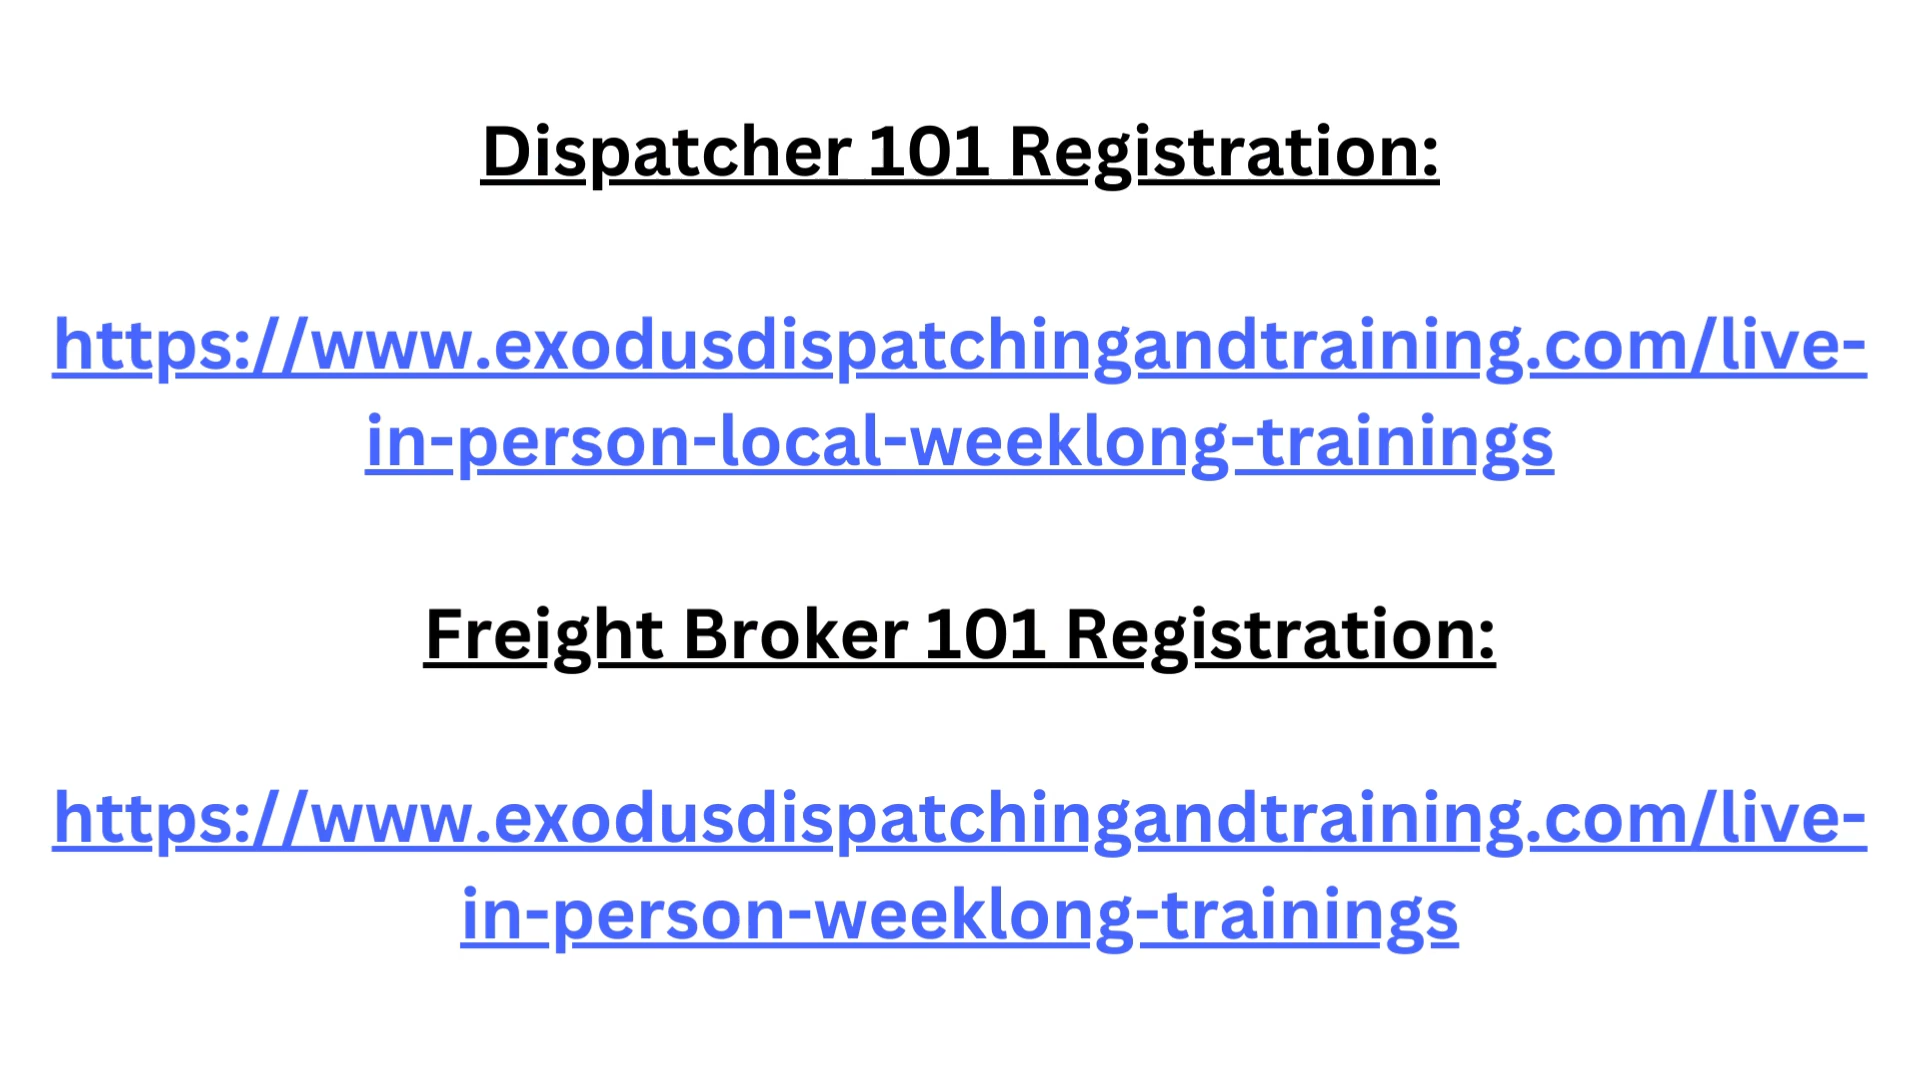 Dispatcher 101 Registration:
https://www.exodusdispatchingandtraining.com/live-
in-person-local-weeklong-trainings
Freight Broker 101 Registration:
https://www.exodusdispatchingandtraining.com/live-
in-person-weeklong-trainings